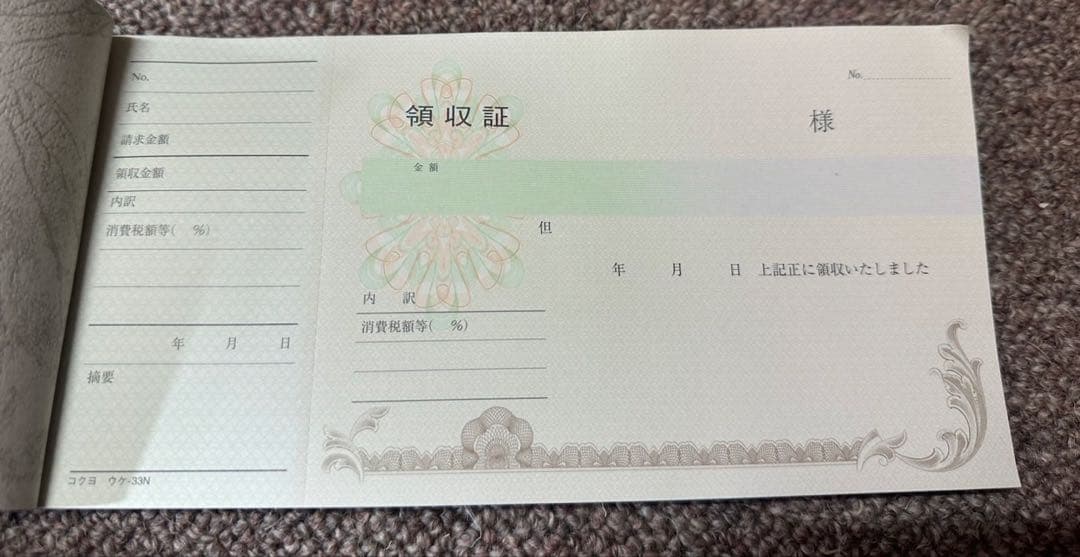 No.
氏名
請求金額
領収金額
内訳
消費税額等(　%)
年　月　日
摘要
コクヨ　ウケ-33N
領収証
No.
様
金額
但
年　月　日　上記正に領収いたしました
内　訳
消費税額等(　%)